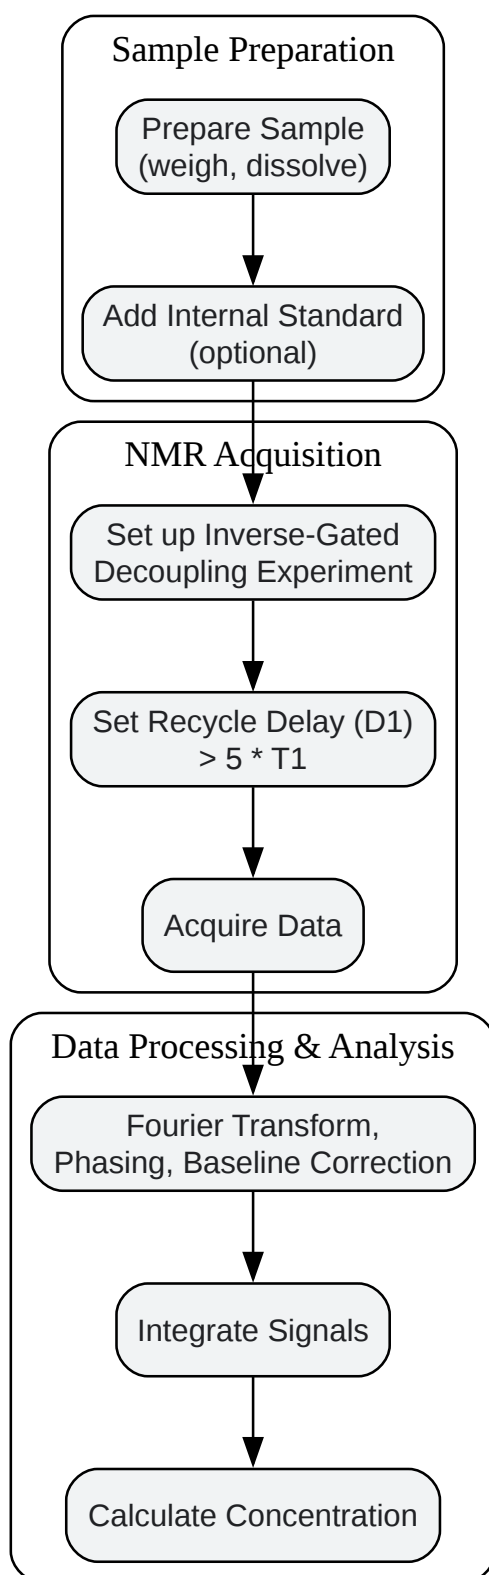 Sample Preparation
Prepare Sample
(weigh, dissolve)
Add Internal Standard
(optional)
NMR Acquisition
Set up Inverse-Gated
Decoupling Experiment
Set Recycle Delay (D1)
> 5 * T1
Acquire Data
Data Processing & Analysis
Fourier Transform,
Phasing, Baseline Correction
Integrate Signals
Calculate Concentration